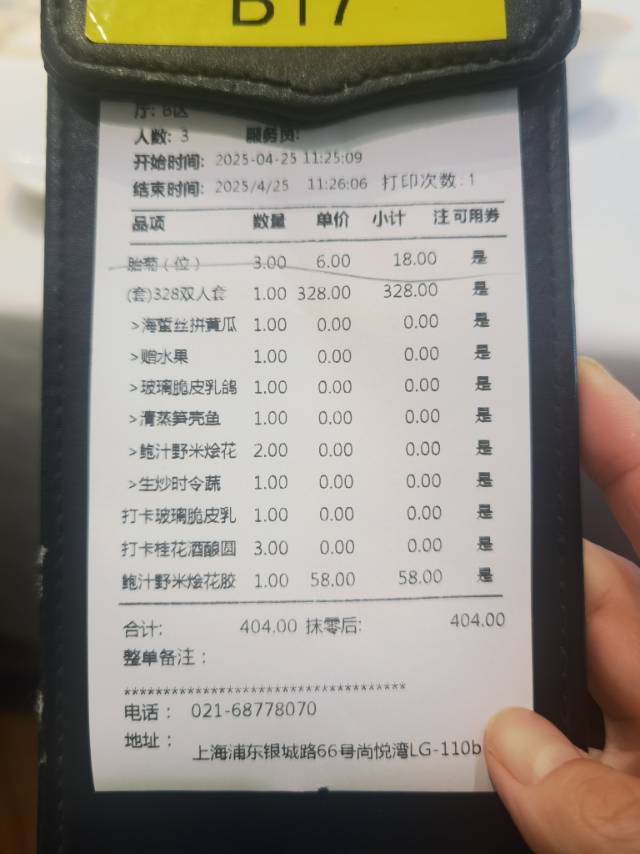 B17
厅: B区
人数: 3 服务员:
开始时间: 2025-04-25 11:25:09
结束时间: 2025/4/25 11:26:06 打印次数:1
品项 数量 单价 小计 注 可用券
胎菊（位） 3.00 6.00 18.00 是
(套)328双人套 1.00 328.00 328.00 是
>海蜇丝拼黄瓜 1.00 0.00 0.00 是
>赠水果 1.00 0.00 0.00 是
>玻璃脆皮乳鸽 1.00 0.00 0.00 是
>清蒸笋壳鱼 1.00 0.00 0.00 是
>鲍汁野米烩花 2.00 0.00 0.00 是
>生炒时令蔬 1.00 0.00 0.00 是
打卡玻璃脆皮乳 1.00 0.00 0.00 是
打卡桂花酒酿圆 3.00 0.00 0.00 是
鲍汁野米烩花胶 1.00 58.00 58.00 是
合计: 404.00 抹零后: 404.00
整单备注：
***********************************
电话： 021-68778070
地址： 上海浦东银城路66号尚悦湾LG-110b